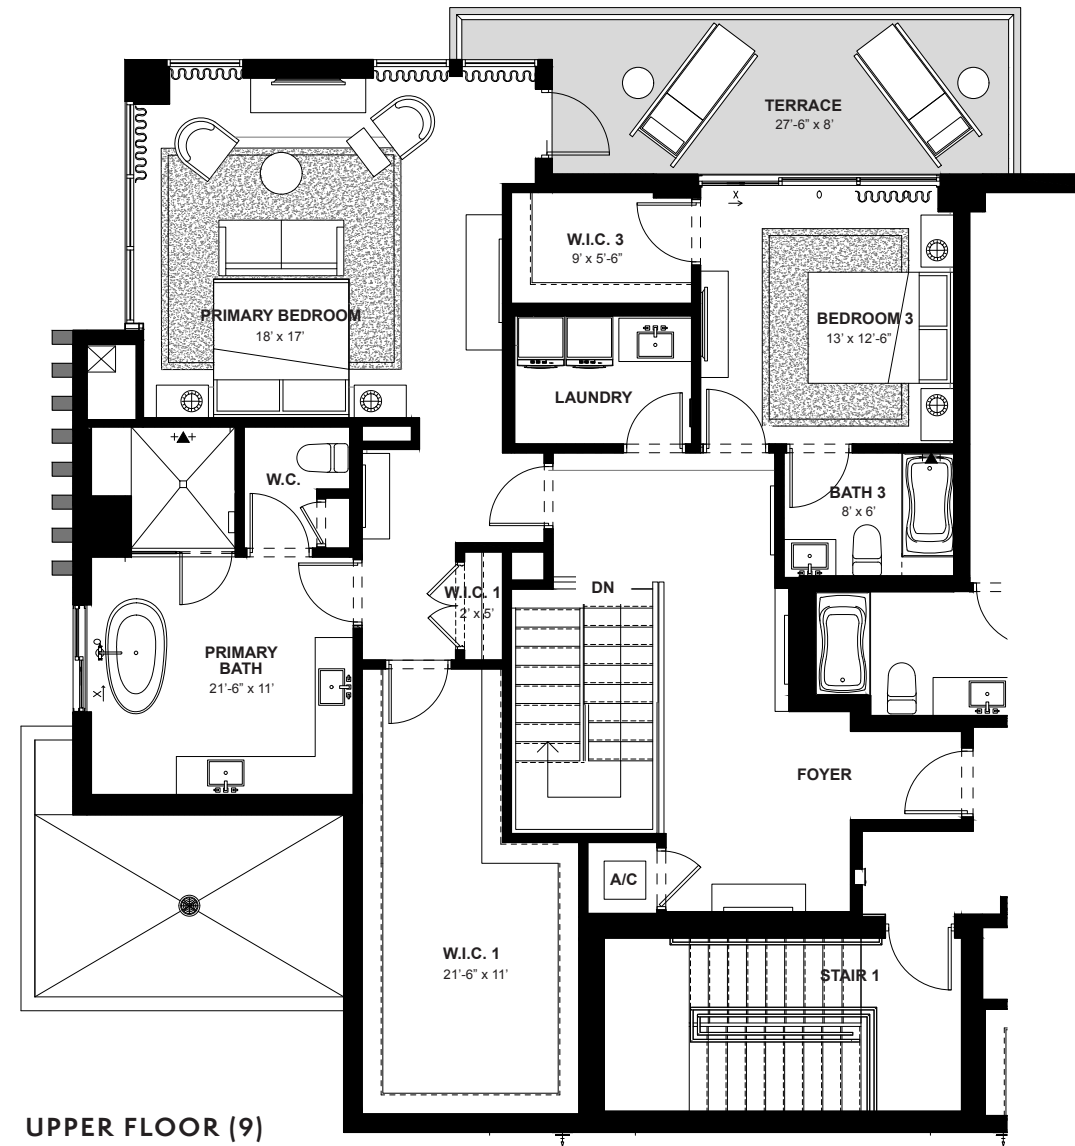 TERRACE
27’-6” x 8’
W.I.C. 3
9’ x 5’-6”
PRIMARY BEDROOM
18’ x 17’
BEDROOM 3
13’ x 12’-6”
LAUNDRY
W.C.
BATH 3
8’ x 6’
W.I.C. 1
2’ x 5’
DN
PRIMARY
BATH
21’-6” x 11’
FOYER
A/C
W.I.C. 1
21’-6” x 11’
STAIR 1
X
X
UPPER FLOOR (9)